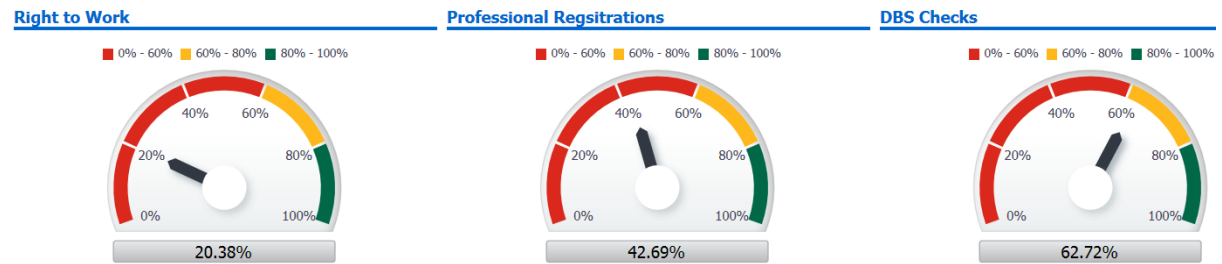 Right to Work
0% - 60% 60% - 80% 80% - 100%
40% 60%
20% 80%
0% 100%
20.38%
Professional Regsitrations
0% - 60% 60% - 80% 80% - 100%
40% 60%
20% 80%
0% 100%
42.69%
DBS Checks
0% - 60% 60% - 80% 80% - 100%
40% 60%
20% 80%
0% 100%
62.72%